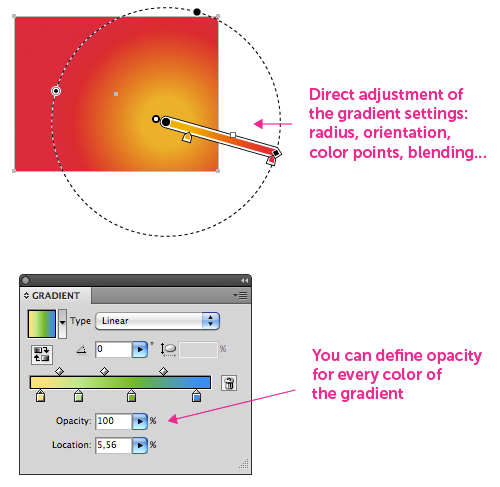 Direct adjustment of
the gradient settings:
radius, orientation,
color points, blending...
GRADIENT
Type Linear
0 ° %
You can define opacity
for every color of
the gradient
Opacity: 100 %
Location: 5,56 %